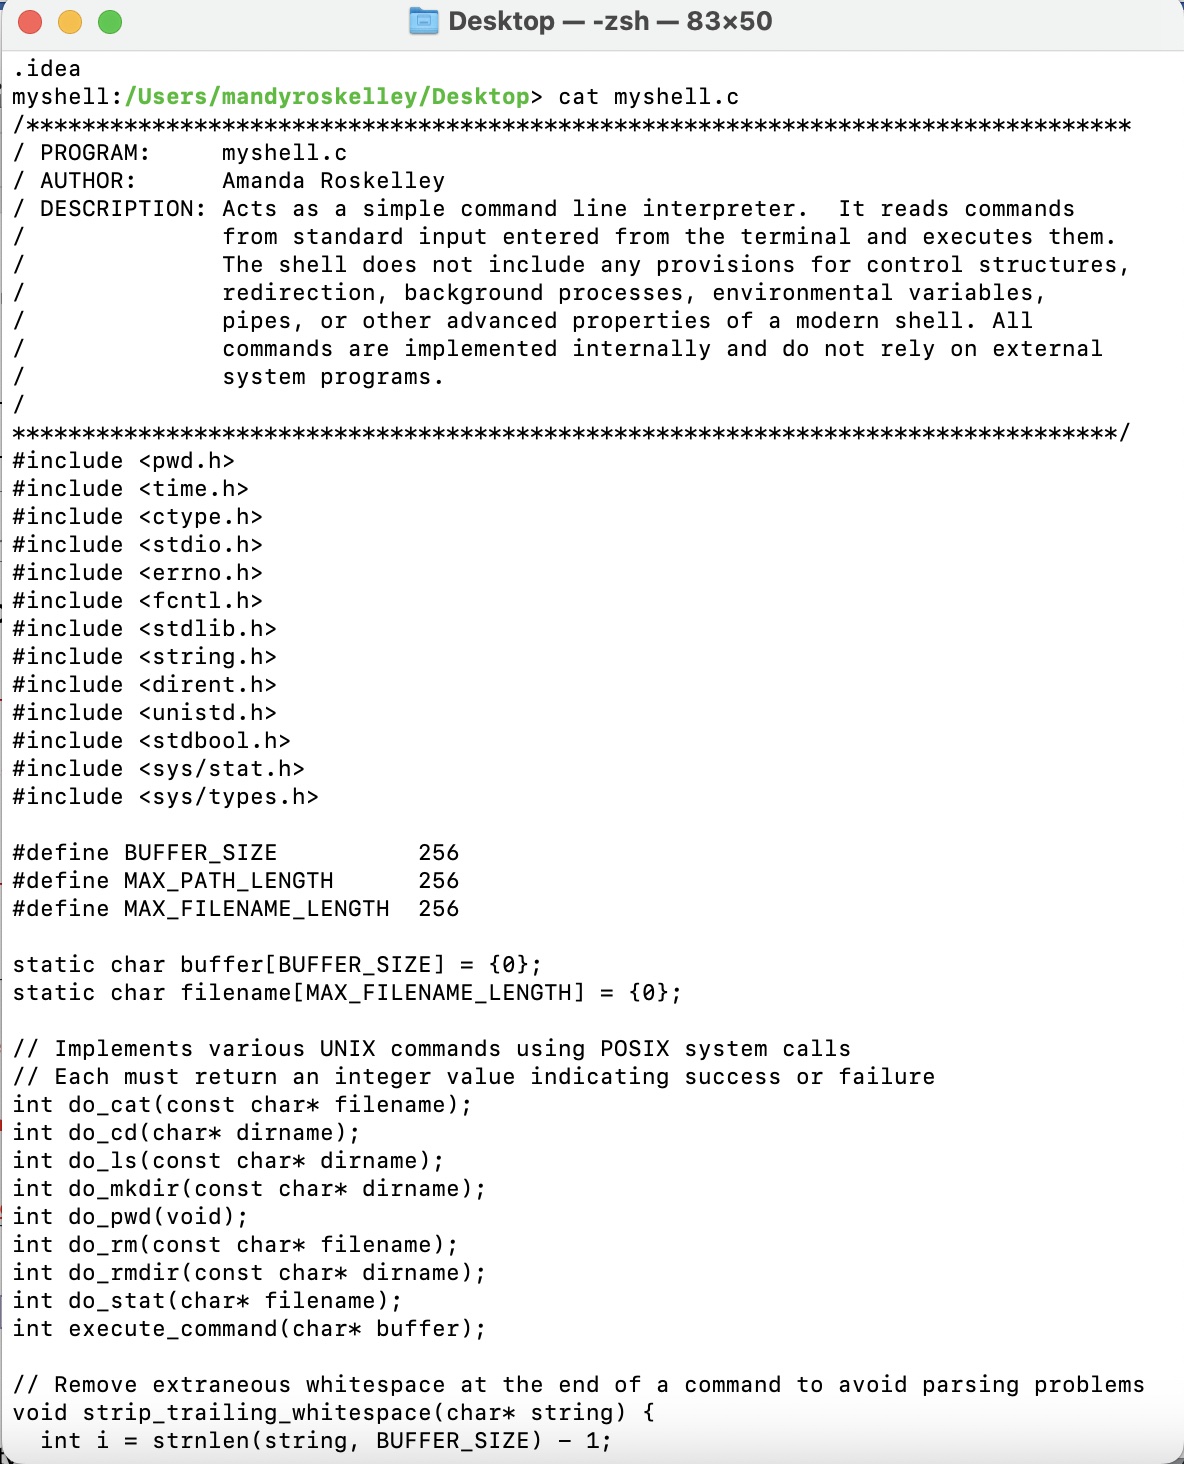 Desktop — -zsh — 83×50
.idea
myshell:/Users/mandyroskelley/Desktop> cat myshell.c
/*******************************************************************************
/ PROGRAM:     myshell.c
/ AUTHOR:      Amanda Roskelley
/ DESCRIPTION: Acts as a simple command line interpreter.  It reads commands
/              from standard input entered from the terminal and executes them.
/              The shell does not include any provisions for control structures,
/              redirection, background processes, environmental variables,
/              pipes, or other advanced properties of a modern shell. All
/              commands are implemented internally and do not rely on external
/              system programs.
/
*******************************************************************************/
#include <pwd.h>
#include <time.h>
#include <ctype.h>
#include <stdio.h>
#include <errno.h>
#include <fcntl.h>
#include <stdlib.h>
#include <string.h>
#include <dirent.h>
#include <unistd.h>
#include <stdbool.h>
#include <sys/stat.h>
#include <sys/types.h>
#define BUFFER_SIZE          256
#define MAX_PATH_LENGTH      256
#define MAX_FILENAME_LENGTH  256
static char buffer[BUFFER_SIZE] = {0};
static char filename[MAX_FILENAME_LENGTH] = {0};
// Implements various UNIX commands using POSIX system calls
// Each must return an integer value indicating success or failure
int do_cat(const char* filename);
int do_cd(char* dirname);
int do_ls(const char* dirname);
int do_mkdir(const char* dirname);
int do_pwd(void);
int do_rm(const char* filename);
int do_rmdir(const char* dirname);
int do_stat(char* filename);
int execute_command(char* buffer);
// Remove extraneous whitespace at the end of a command to avoid parsing problems
void strip_trailing_whitespace(char* string) {
  int i = strnlen(string, BUFFER_SIZE) - 1;